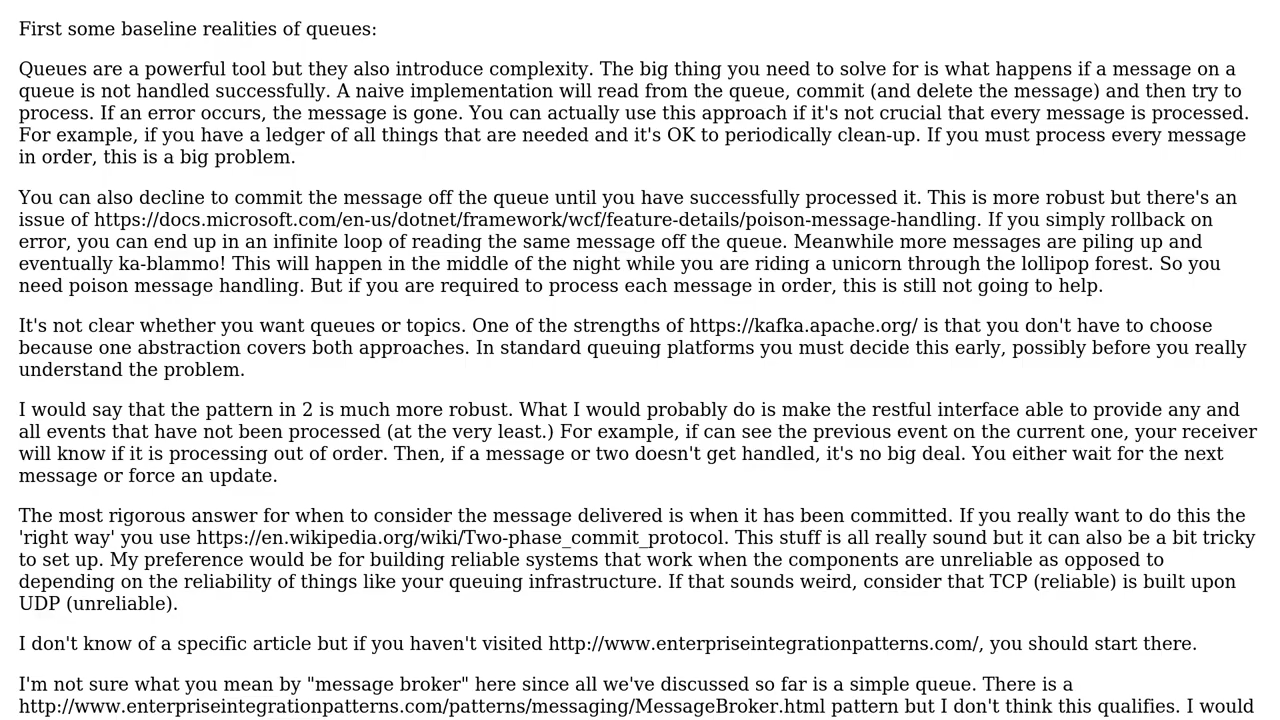 First some baseline realities of queues:
Queues are a powerful tool but they also introduce complexity. The big thing you need to solve for is what happens if a message on a
queue is not handled successfully. A naive implementation will read from the queue, commit (and delete the message) and then try to
process. If an error occurs, the message is gone. You can actually use this approach if it's not crucial that every message is processed.
For example, if you have a ledger of all things that are needed and it's OK to periodically clean-up. If you must process every message
in order, this is a big problem.
You can also decline to commit the message off the queue until you have successfully processed it. This is more robust but there's an
issue of https://docs.microsoft.com/en-us/dotnet/framework/wcf/feature-details/poison-message-handling. If you simply rollback on
error, you can end up in an infinite loop of reading the same message off the queue. Meanwhile more messages are piling up and
eventually ka-blammo! This will happen in the middle of the night while you are riding a unicorn through the lollipop forest. So you
need poison message handling. But if you are required to process each message in order, this is still not going to help.
It's not clear whether you want queues or topics. One of the strengths of https://kafka.apache.org/ is that you don't have to choose
because one abstraction covers both approaches. In standard queuing platforms you must decide this early, possibly before you really
understand the problem.
I would say that the pattern in 2 is much more robust. What I would probably do is make the restful interface able to provide any and
all events that have not been processed (at the very least.) For example, if can see the previous event on the current one, your receiver
will know if it is processing out of order. Then, if a message or two doesn't get handled, it's no big deal. You either wait for the next
message or force an update.
The most rigorous answer for when to consider the message delivered is when it has been committed. If you really want to do this the
'right way' you use https://en.wikipedia.org/wiki/Two-phase_commit_protocol. This stuff is all really sound but it can also be a bit tricky
to set up. My preference would be for building reliable systems that work when the components are unreliable as opposed to
depending on the reliability of things like your queuing infrastructure. If that sounds weird, consider that TCP (reliable) is built upon
UDP (unreliable).
I don't know of a specific article but if you haven't visited http://www.enterpriseintegrationpatterns.com/, you should start there.
I'm not sure what you mean by "message broker" here since all we've discussed so far is a simple queue. There is a
http://www.enterpriseintegrationpatterns.com/patterns/messaging/MessageBroker.html pattern but I don't think this qualifies. I would